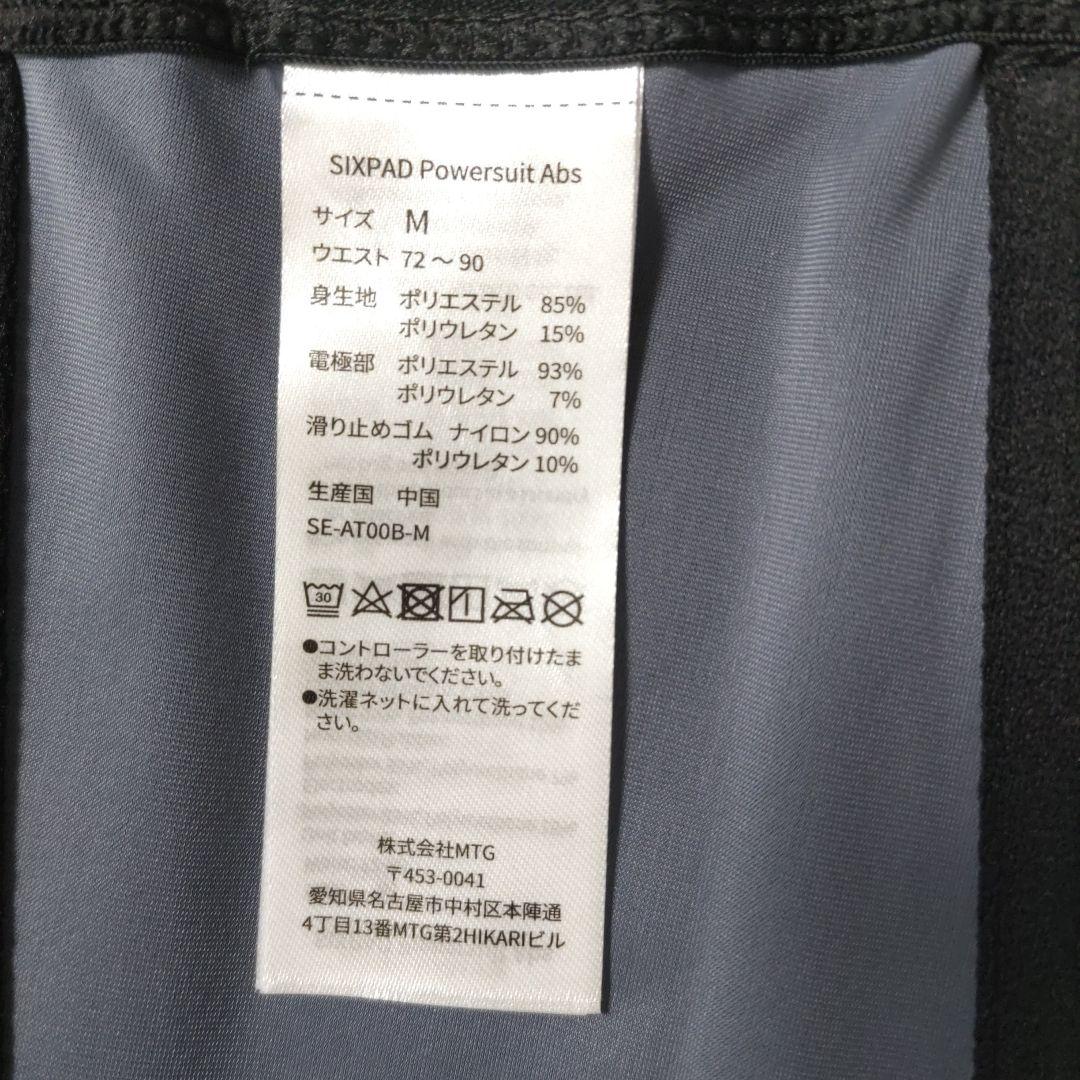 SIXPAD Powersuit Abs
サイズ M
ウエスト 72～90
身生地 ポリエステル 85%
ポリウレタン 15%
電極部 ポリエステル 93%
ポリウレタン 7%
滑り止めゴム ナイロン 90%
ポリウレタン 10%
生産国 中国
SE-AT00B-M
30
●コントローラーを取り付けたま
ま洗わないでください。
●洗濯ネットに入れて洗ってくだ
さい。
株式会社MTG
〒453-0041
愛知県名古屋市中村区本陣通
4丁目13番MTG第2HIKARIビル